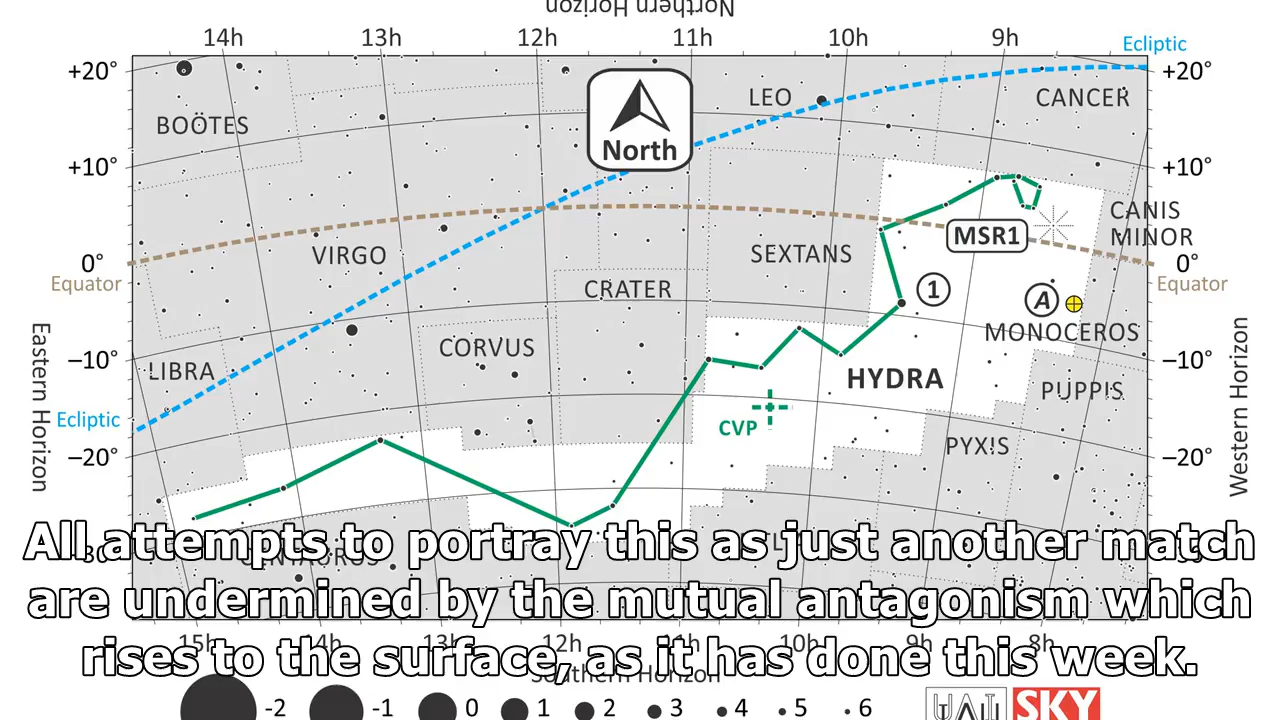 Northern Horizon
14h 13h 12h 11h 10h 9h
Ecliptic
+20° +20°
LEO
CANCER
BOÖTES
North
+10° +10°
CANIS
MINOR
MSR1
VIRGO
SEXTANS
0° 0°
Equator Equator
CRATER
1
A
MONOCEROS
CORVUS
-10° -10°
LIBRA
HYDRA
PUPPIS
Ecliptic
CVP
PYXIS
-20° -20°
Eastern Horizon
Western Horizon
All attempts to portray this as just another match
are undermined by the mutual antagonism which
rises to the surface, as it has done this week.
15h 14h 13h 12h 11h 10h 9h 8h
Southern Horizon
-2 -1 0 1 2 3 4 5 6
UAI SKY